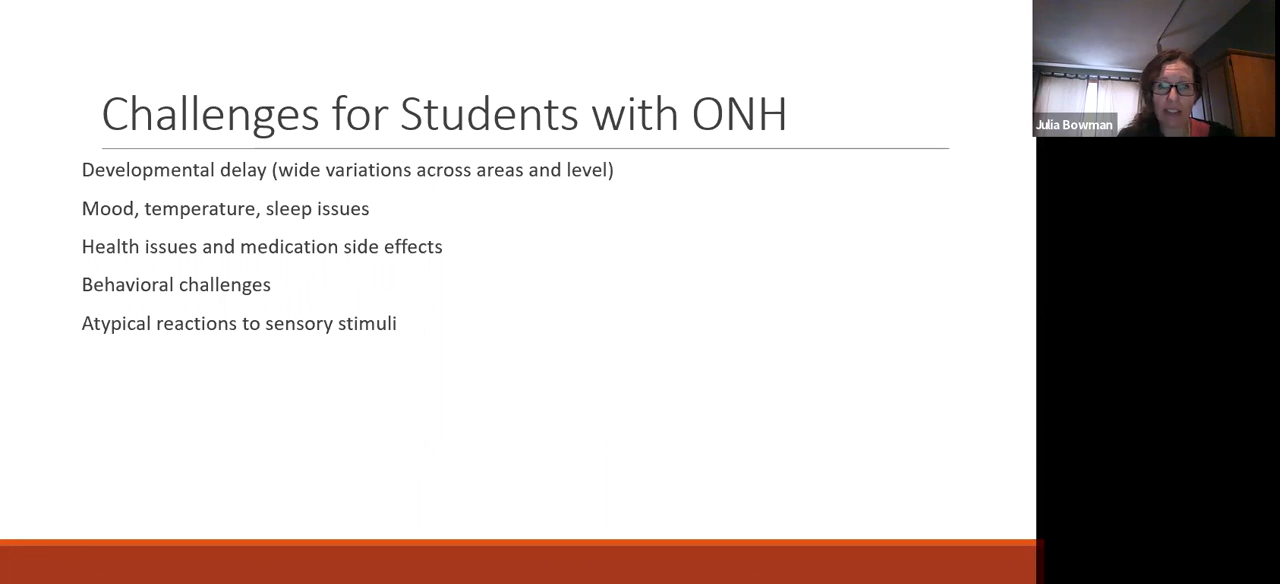 Challenges for Students with ONH
Developmental delay (wide variations across areas and level)
Mood, temperature, sleep issues
Health issues and medication side effects
Behavioral challenges
Atypical reactions to sensory stimuli
Julia Bowman